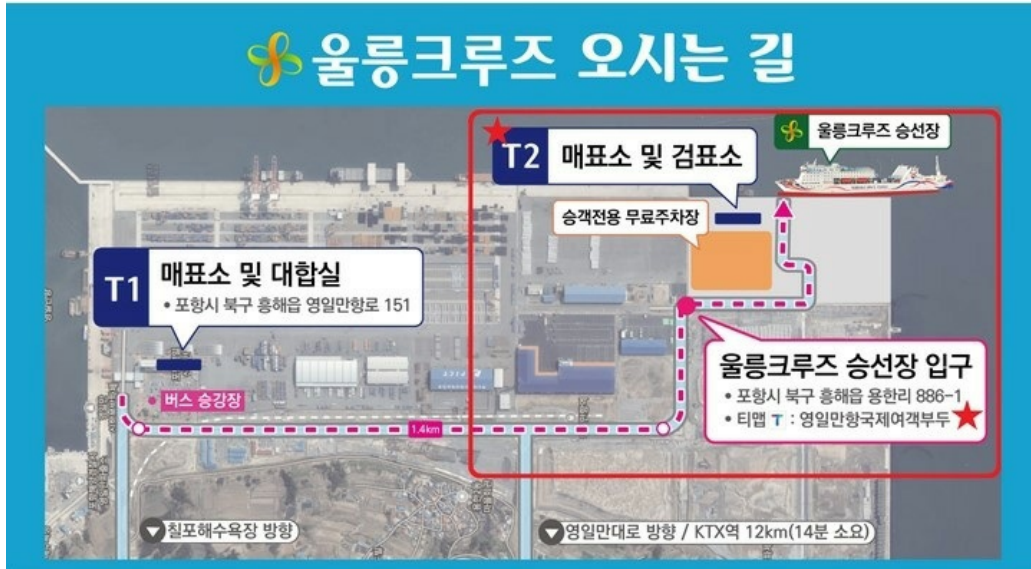 울릉크루즈 오시는 길
울릉크루즈 승선장
T2 매표소 및 검표소
승객전용 무료주차장
T1 매표소 및 대합실
• 포항시 북구 흥해읍 영일만항로 151
버스 승강장
울릉크루즈 승선장 입구
• 포항시 북구 흥해읍 용한리 886-1
• 티맵 T : 영일만항국제여객부두
1.4km
칠포해수욕장 방향
영일만대로 방향 / KTX역 12km(14분 소요)